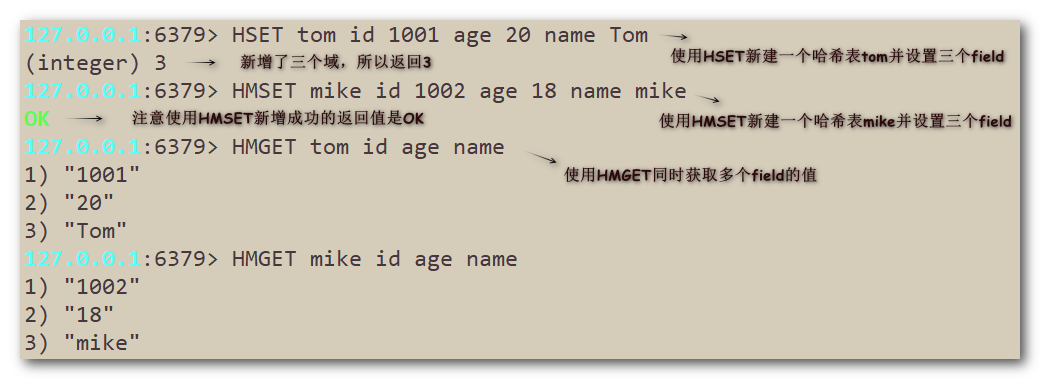 127.0.0.1:6379> HSET tom id 1001 age 20 name Tom
使用HSET新建一个哈希表tom并设置三个field
(integer) 3
新增了三个域，所以返回3
127.0.0.1:6379> HMSET mike id 1002 age 18 name mike
OK
注意使用HMSET新增成功的返回值是OK
使用HMSET新建一个哈希表mike并设置三个field
127.0.0.1:6379> HMGET tom id age name
使用HMGET同时获取多个field的值
1) "1001"
2) "20"
3) "Tom"
127.0.0.1:6379> HMGET mike id age name
1) "1002"
2) "18"
3) "mike"